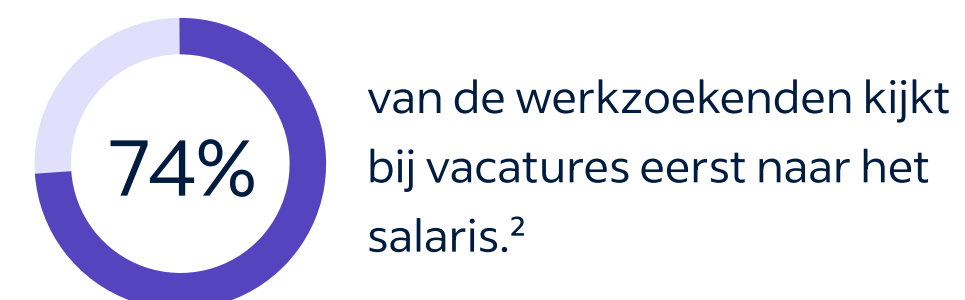 74%
van de werkzoekenden kijkt
bij vacatures eerst naar het
salaris.²